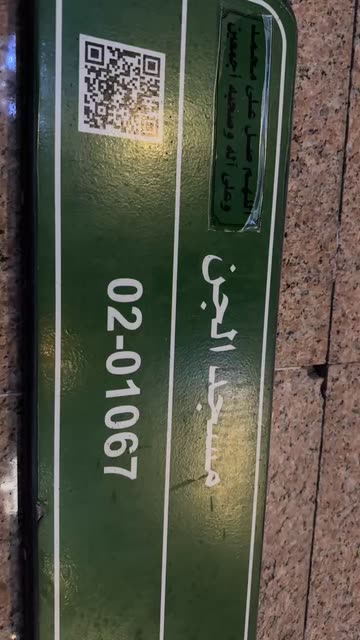 اللهم صل على محمد
وعلى آله وصحبه أجمعين
مسجد الجن
02-01067